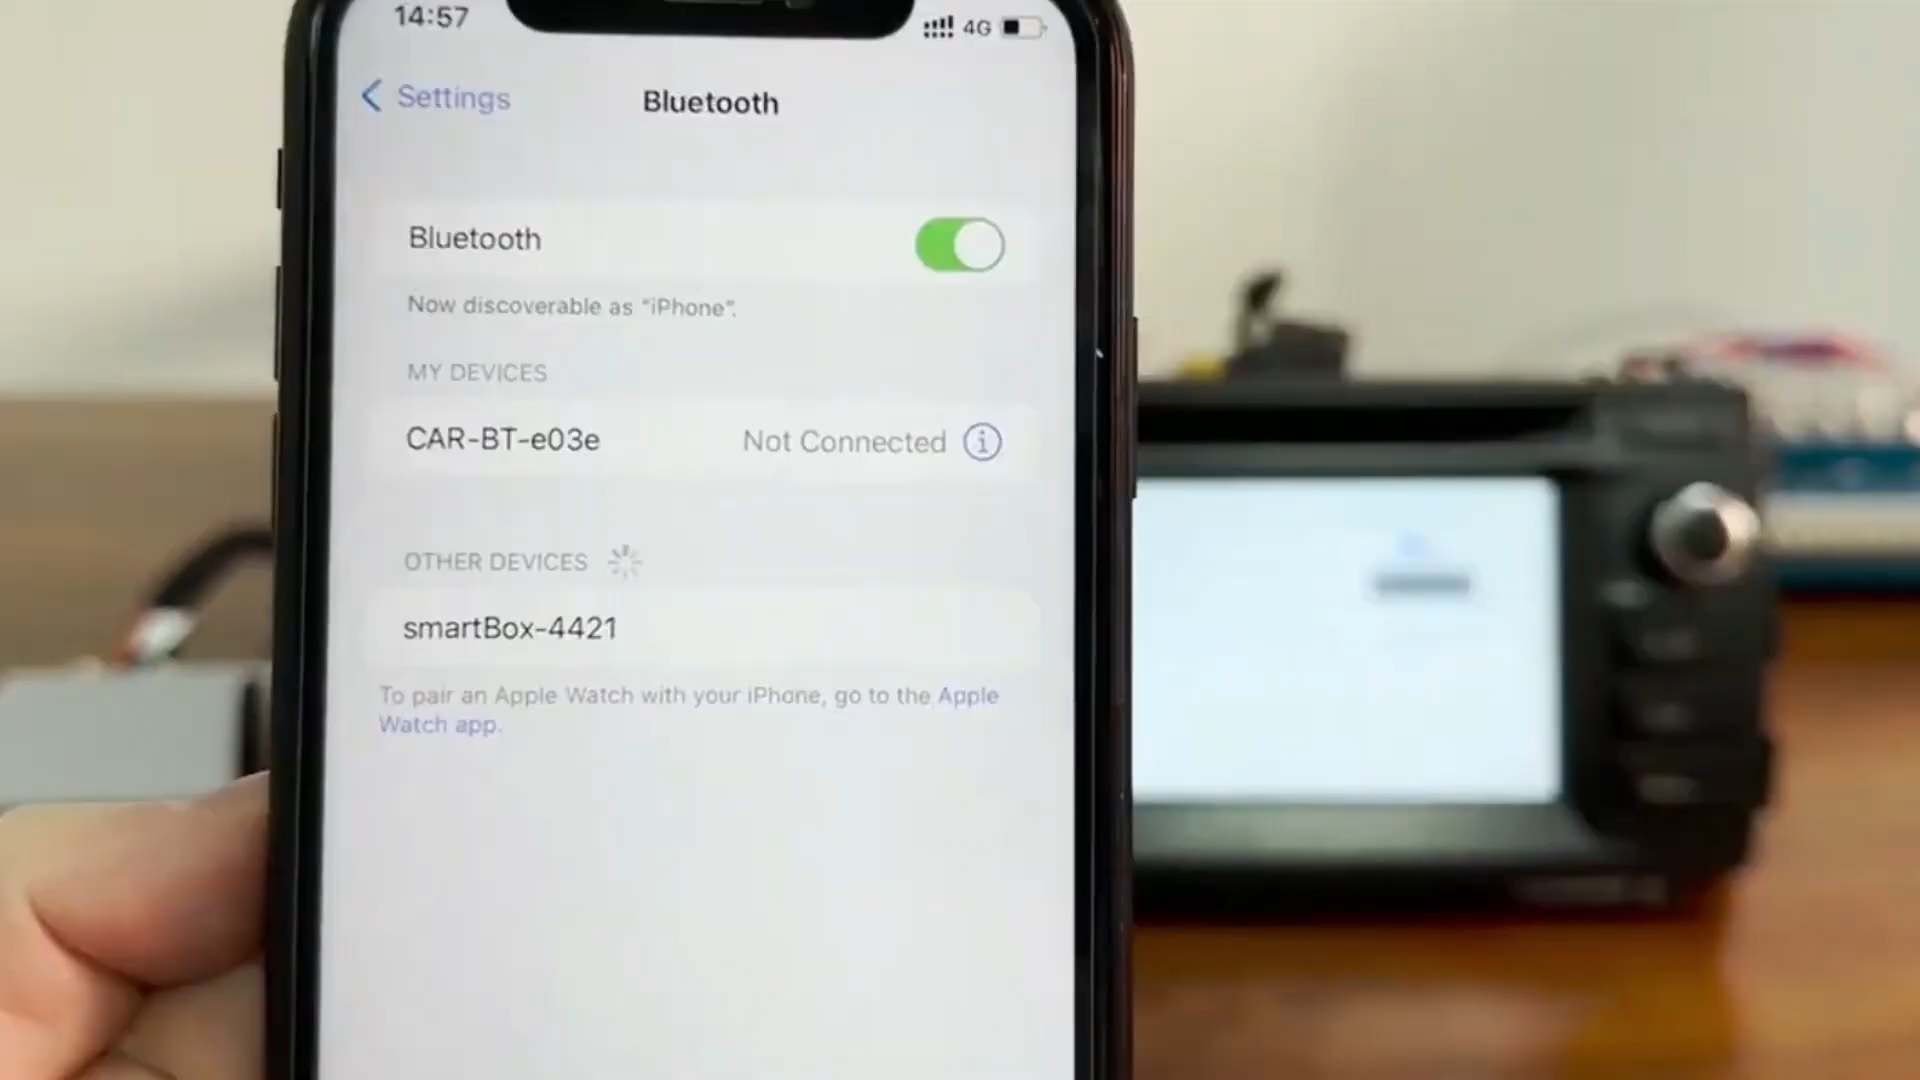 14:57
4G
Settings
Bluetooth
Bluetooth
Now discoverable as "iPhone".
MY DEVICES
CAR-BT-e03e
Not Connected
OTHER DEVICES
smartBox-4421
To pair an Apple Watch with your iPhone, go to the Apple
Watch app.